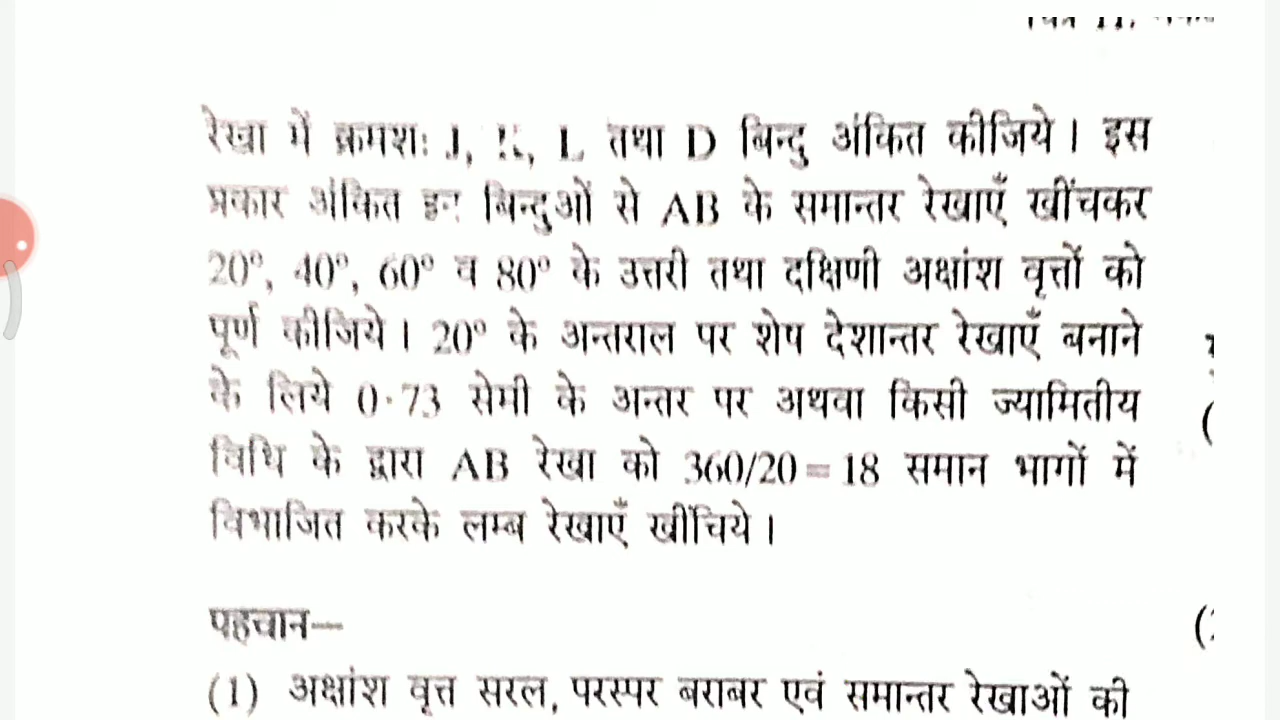 रेखा में क्रमशः J, K, L तथा D बिन्दु अंकित कीजिये। इस
प्रकार अंकित इन बिन्दुओं से AB के समान्तर रेखाएँ खींचकर
20°, 40°, 60° व 80° के उत्तरी तथा दक्षिणी अक्षांश वृत्तों को
पूर्ण कीजिये। 20° के अन्तराल पर शेष देशान्तर रेखाएँ बनाने
के लिये 0·73 सेमी के अन्तर पर अथवा किसी ज्यामितीय
विधि के द्वारा AB रेखा को 360/20=18 समान भागों में
विभाजित करके लम्ब रेखाएँ खींचिये।
पहचान—
(1) अक्षांश वृत्त सरल, परस्पर बराबर एवं समान्तर रेखाओं की